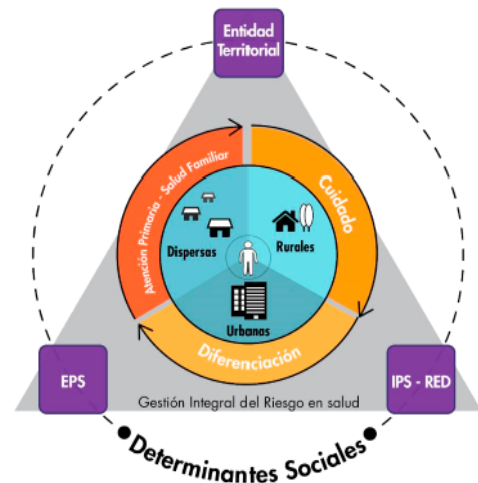 Entidad
Territorial
Atención Primaria - Salud Familiar
Cuidado
Dispersas
Rurales
Urbanas
Diferenciación
EPS
IPS - RED
Gestión Integral del Riesgo en salud
Determinantes Sociales